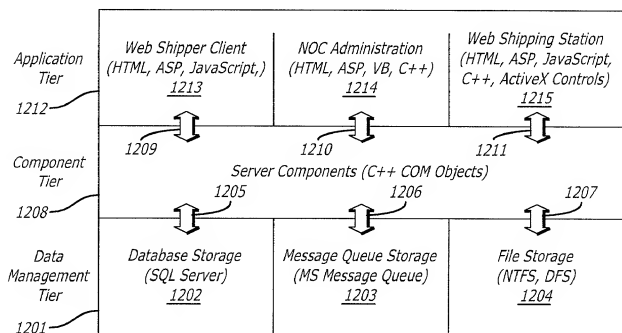 Application
Tier
1212
Web Shipper Client
(HTML, ASP, JavaScript,)
1213
NOC Administration
(HTML, ASP, VB, C++)
1214
Web Shipping Station
(HTML, ASP, JavaScript,
C++, ActiveX Controls)
1215
1209
1210
1211
Component
Tier
1208
Server Components (C++ COM Objects)
1205
1206
1207
Data
Management
Tier
1201
Database Storage
(SQL Server)
1202
Message Queue Storage
(MS Message Queue)
1203
File Storage
(NTFS, DFS)
1204